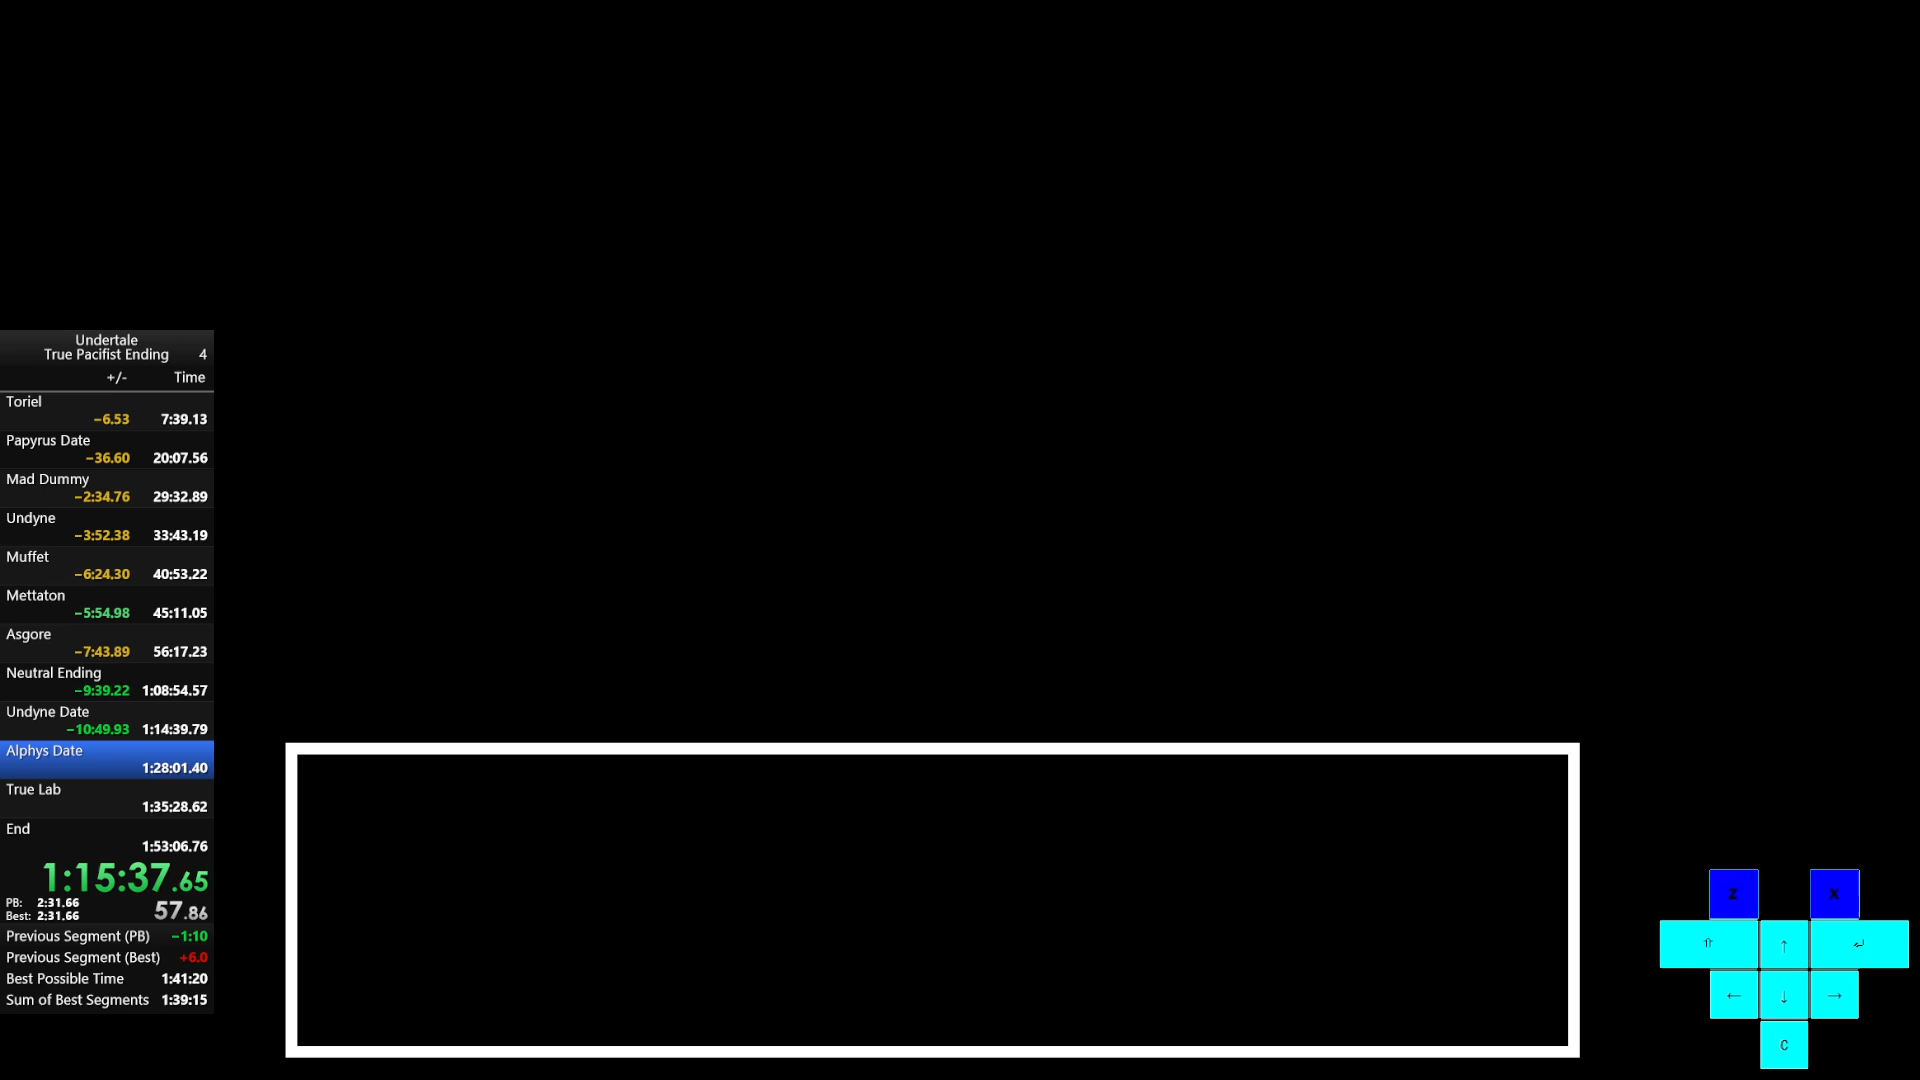 Undertale
True Pacifist Ending 4
+/- Time
Toriel
−6.53 7:39.13
Papyrus Date
−36.60 20:07.56
Mad Dummy
−2:34.76 29:32.89
Undyne
−3:52.38 33:43.19
Muffet
−6:24.30 40:53.22
Mettaton
−5:54.98 45:11.05
Asgore
−7:43.89 56:17.23
Neutral Ending
−9:39.22 1:08:54.57
Undyne Date
−10:49.93 1:14:39.79
Alphys Date
1:28:01.40
True Lab
1:35:28.62
End
1:53:06.76
1:15:37.65
PB: 2:31.66
Best: 2:31.66
57.86
Previous Segment (PB) −1:10
Previous Segment (Best) +6.0
Best Possible Time 1:41:20
Sum of Best Segments 1:39:15
Z X
⇧ ↑ ↵
← ↓ →
C